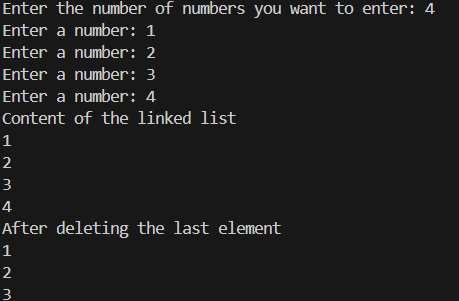 Enter the number of numbers you want to enter: 4
Enter a number: 1
Enter a number: 2
Enter a number: 3
Enter a number: 4
Content of the linked list
1
2
3
4
After deleting the last element
1
2
3